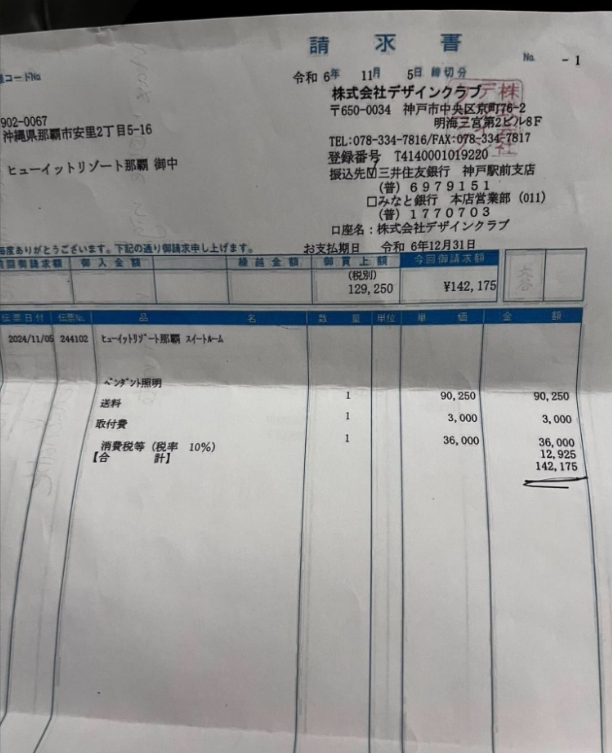 請求書
No. - 1
コードNo
令和 6年 11月 5日 締切分
株式会社デザインクラブ
〒650-0034 神戸市中央区京町76-2
明海三宮第2ビル8F
TEL:078-334-7816/FAX:078-334-7817
登録番号 T4140001019220
振込先☑三井住友銀行 神戸駅前支店
(普) 6979151
□みなと銀行 本店営業部 (011)
(普) 1770703
口座名:株式会社デザインクラブ
902-0067
沖縄県那覇市安里2丁目5-16
ヒューイットリゾート那覇 御中
毎度ありがとうございます。下記の通り御請求申し上げます。
お支払期日 令和 6年12月31日
前回御請求額 御入金額 繰越金額 御買上額 今回御請求額
(税別)
129,250 ¥142,175
伝票日付 伝票No. 品名 数量 単位 単価 金額
2024/11/05 244102 ヒューイットリゾート那覇 スイートルーム
ペンダント照明 1 90,250 90,250
送料 1 3,000 3,000
取付費 1 36,000 36,000
消費税等 (税率 10%) 12,925
【合計】 142,175